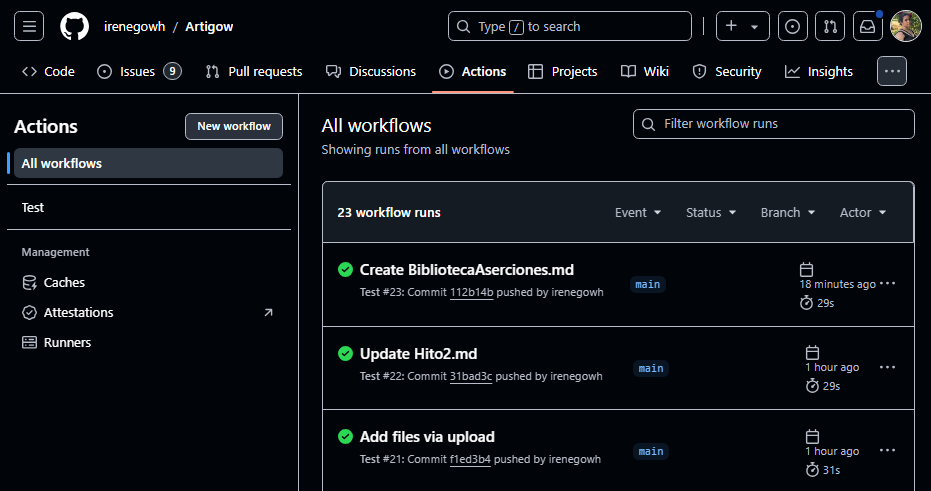 irenegowh / Artigow
Type / to search
Code
Issues 9
Pull requests
Discussions
Actions
Projects
Wiki
Security
Insights
Actions
New workflow
All workflows
Test
Management
Caches
Attestations
Runners
All workflows
Showing runs from all workflows
Filter workflow runs
23 workflow runs
Event
Status
Branch
Actor
Create BibliotecaAserciones.md
Test #23: Commit 112b14b pushed by irenegowh
main
18 minutes ago
29s
Update Hito2.md
Test #22: Commit 31bad3c pushed by irenegowh
main
1 hour ago
29s
Add files via upload
Test #21: Commit f1ed3b4 pushed by irenegowh
main
1 hour ago
31s